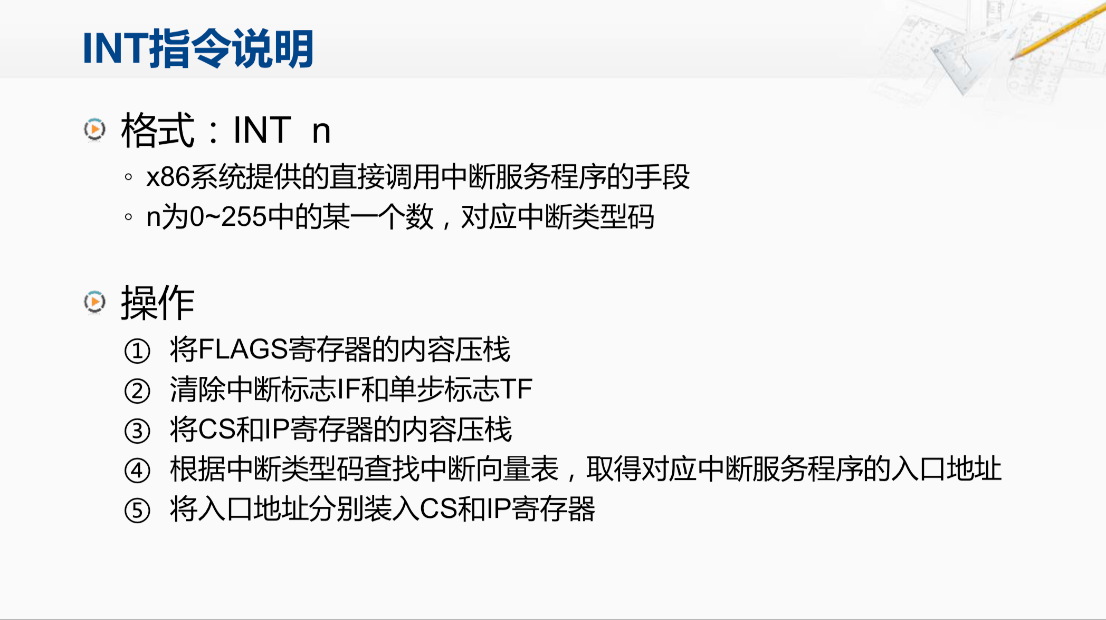 INT指令说明
格式：INT n
◦ x86系统提供的直接调用中断服务程序的手段
◦ n为0~255中的某一个数，对应中断类型码
操作
① 将FLAGS寄存器的内容压栈
② 清除中断标志IF和单步标志TF
③ 将CS和IP寄存器的内容压栈
④ 根据中断类型码查找中断向量表，取得对应中断服务程序的入口地址
⑤ 将入口地址分别装入CS和IP寄存器